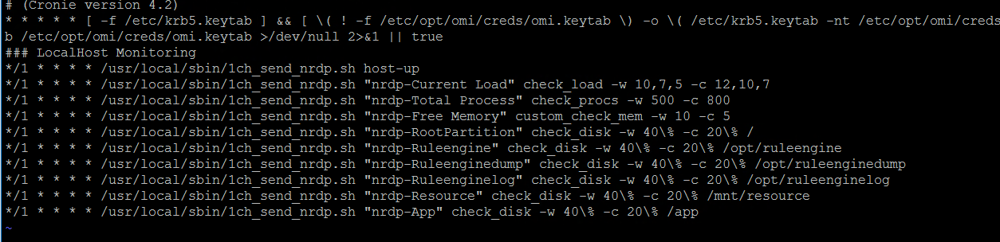 # (Cronie version 4.2)
* * * * * [ -f /etc/krb5.keytab ] && [ \( ! -f /etc/opt/omi/creds/omi.keytab \) -o \( /etc/krb5.keytab -nt /etc/opt/omi/creds
b /etc/opt/omi/creds/omi.keytab >/dev/null 2>&1 || true
### LocalHost Monitoring
*/1 * * * * /usr/local/sbin/1ch_send_nrdp.sh host-up
*/1 * * * * /usr/local/sbin/1ch_send_nrdp.sh "nrdp-Current Load" check_load -w 10,7,5 -c 12,10,7
*/1 * * * * /usr/local/sbin/1ch_send_nrdp.sh "nrdp-Total Process" check_procs -w 500 -c 800
*/1 * * * * /usr/local/sbin/1ch_send_nrdp.sh "nrdp-Free Memory" custom_check_mem -w 10 -c 5
*/1 * * * * /usr/local/sbin/1ch_send_nrdp.sh "nrdp-RootPartition" check_disk -w 40\% -c 20\% /
*/1 * * * * /usr/local/sbin/1ch_send_nrdp.sh "nrdp-Ruleengine" check_disk -w 40\% -c 20\% /opt/ruleengine
*/1 * * * * /usr/local/sbin/1ch_send_nrdp.sh "nrdp-Ruleenginedump" check_disk -w 40\% -c 20\% /opt/ruleenginedump
*/1 * * * * /usr/local/sbin/1ch_send_nrdp.sh "nrdp-Ruleenginelog" check_disk -w 40\% -c 20\% /opt/ruleenginelog
*/1 * * * * /usr/local/sbin/1ch_send_nrdp.sh "nrdp-Resource" check_disk -w 40\% -c 20\% /mnt/resource
*/1 * * * * /usr/local/sbin/1ch_send_nrdp.sh "nrdp-App" check_disk -w 40\% -c 20\% /app
~